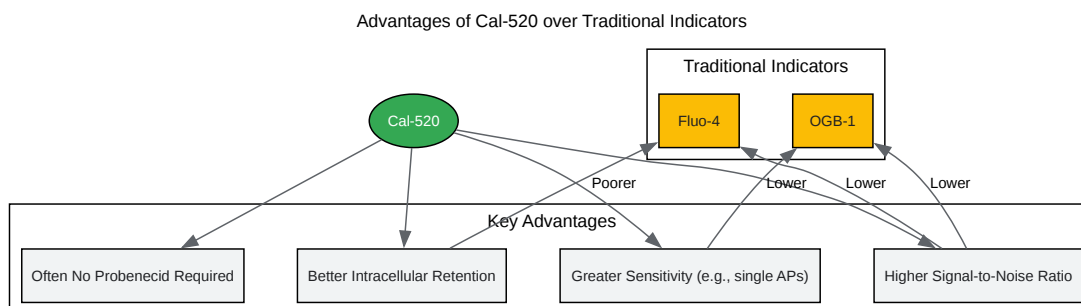 Advantages of Cal-520 over Traditional Indicators
Traditional Indicators
Cal-520
Fluo-4
OGB-1
Poorer
Lower
Lower
Lower
Key Advantages
Often No Probenecid Required
Better Intracellular Retention
Greater Sensitivity (e.g., single APs)
Higher Signal-to-Noise Ratio